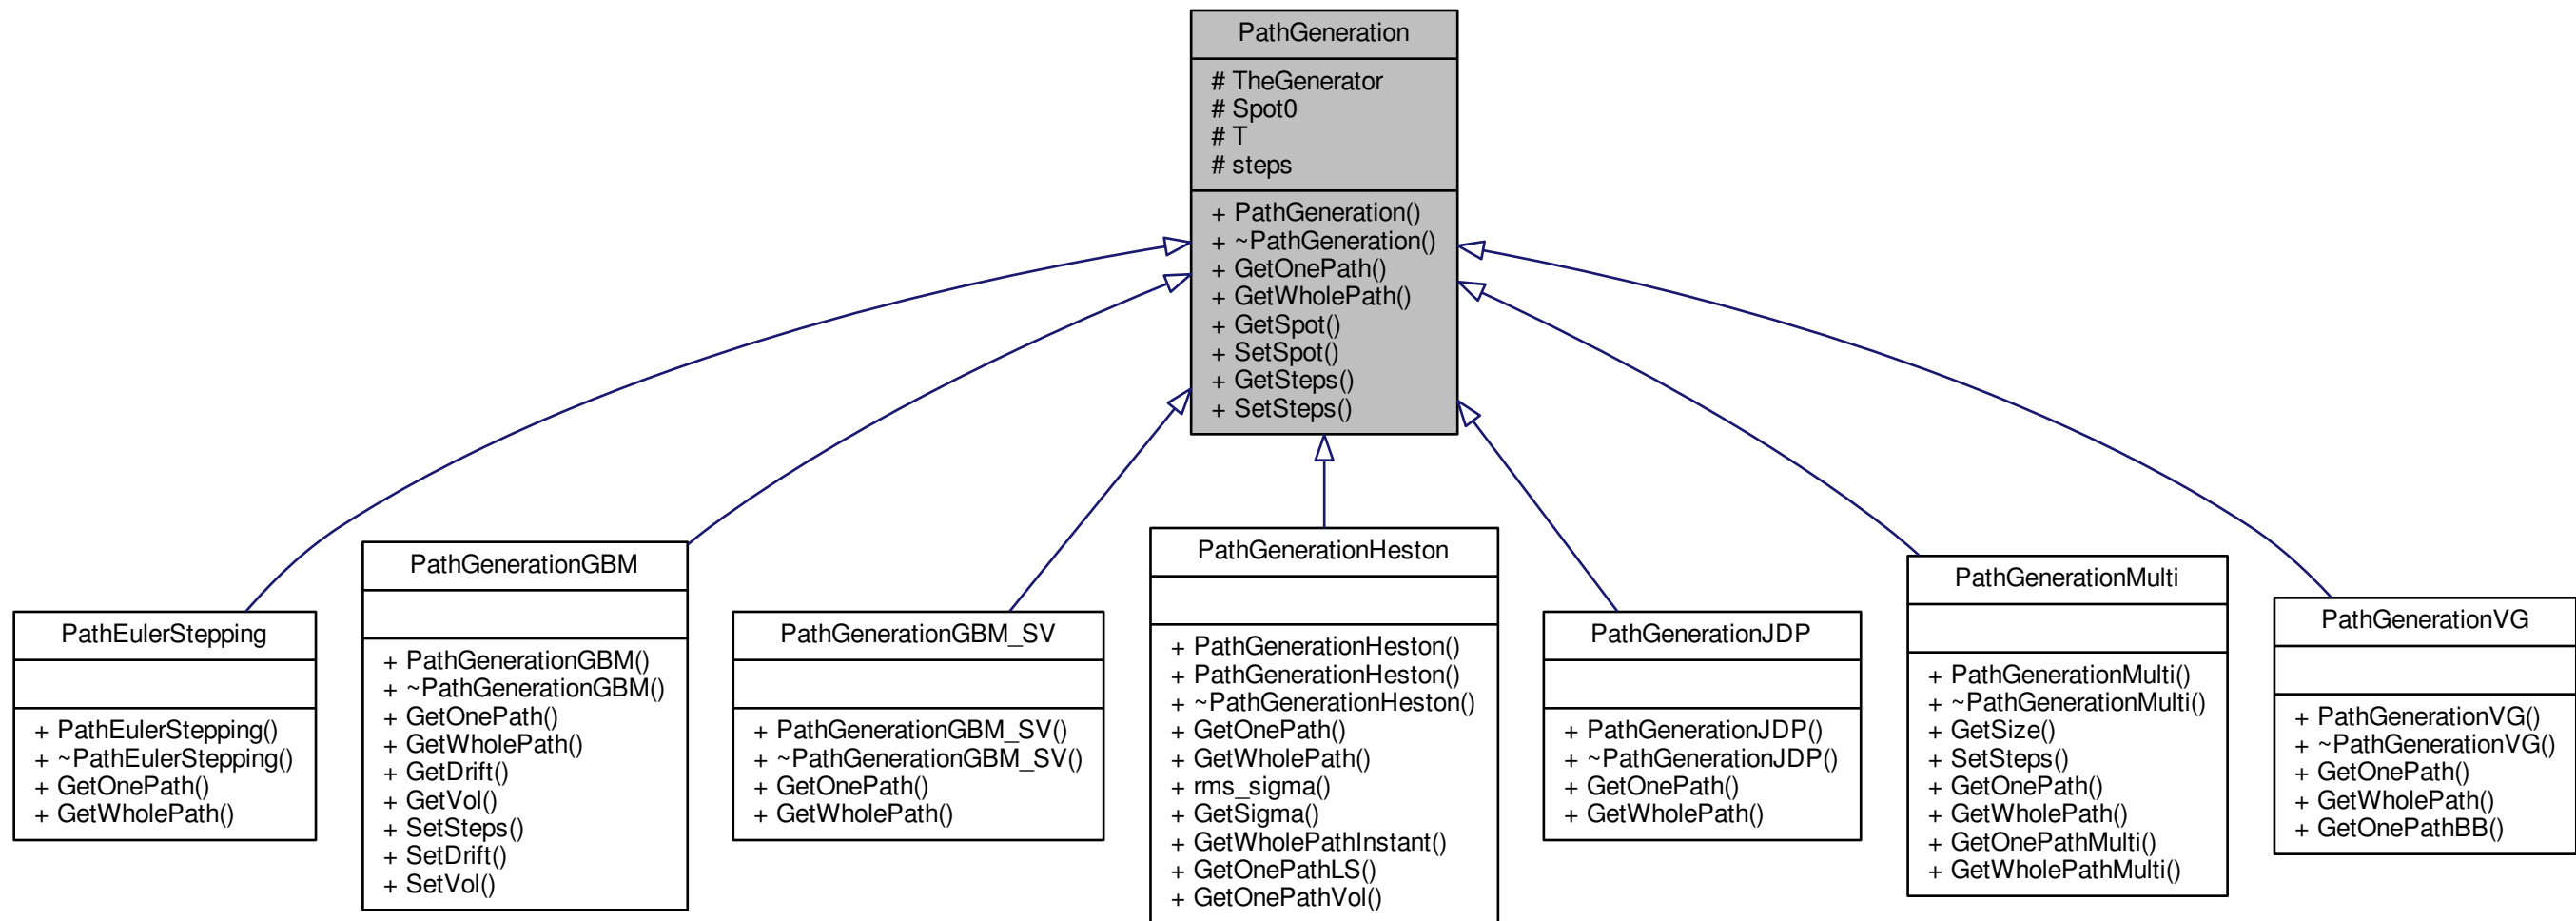 PathGeneration
# TheGenerator
# Spot0
# T
# steps
+ PathGeneration()
+ ~PathGeneration()
+ GetOnePath()
+ GetWholePath()
+ GetSpot()
+ SetSpot()
+ GetSteps()
+ SetSteps()
PathEulerStepping
+ PathEulerStepping()
+ ~PathEulerStepping()
+ GetOnePath()
+ GetWholePath()
PathGenerationGBM
+ PathGenerationGBM()
+ ~PathGenerationGBM()
+ GetOnePath()
+ GetWholePath()
+ GetDrift()
+ GetVol()
+ SetSteps()
+ SetDrift()
+ SetVol()
PathGenerationGBM_SV
+ PathGenerationGBM_SV()
+ ~PathGenerationGBM_SV()
+ GetOnePath()
+ GetWholePath()
PathGenerationHeston
+ PathGenerationHeston()
+ PathGenerationHeston()
+ ~PathGenerationHeston()
+ GetOnePath()
+ GetWholePath()
+ rms_sigma()
+ GetSigma()
+ GetWholePathInstant()
+ GetOnePathLS()
+ GetOnePathVol()
PathGenerationJDP
+ PathGenerationJDP()
+ ~PathGenerationJDP()
+ GetOnePath()
+ GetWholePath()
PathGenerationMulti
+ PathGenerationMulti()
+ ~PathGenerationMulti()
+ GetSize()
+ SetSteps()
+ GetOnePath()
+ GetWholePath()
+ GetOnePathMulti()
+ GetWholePathMulti()
PathGenerationVG
+ PathGenerationVG()
+ ~PathGenerationVG()
+ GetOnePath()
+ GetWholePath()
+ GetOnePathBB()